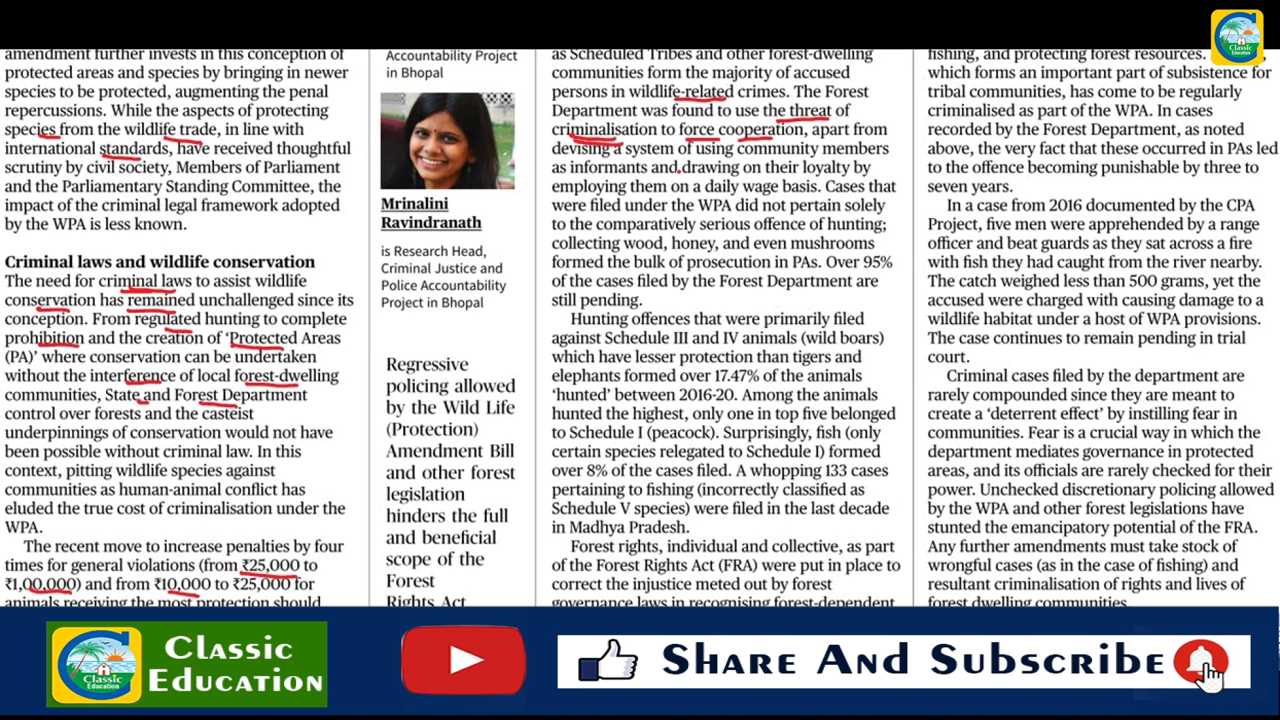 amendment further invests in this conception of
protected areas and species by bringing in newer
species to be protected, augmenting the penal
repercussions. While the aspects of protecting
species from the wildlife trade, in line with
international standards, have received thoughtful
scrutiny by civil society, Members of Parliament
and the Parliamentary Standing Committee, the
impact of the criminal legal framework adopted
by the WPA is less known.
Criminal laws and wildlife conservation
The need for criminal laws to assist wildlife
conservation has remained unchallenged since its
conception. From regulated hunting to complete
prohibition and the creation of 'Protected Areas
(PA)' where conservation can be undertaken
without the interference of local forest-dwelling
communities, State and Forest Department
control over forests and the casteist
underpinnings of conservation would not have
been possible without criminal law. In this
context, pitting wildlife species against
communities as human-animal conflict has
eluded the true cost of criminalisation under the
WPA.
The recent move to increase penalties by four
times for general violations (from ₹25,000 to
₹1,00,000) and from ₹10,000 to ₹25,000 for
animals receiving the most protection should
Accountability Project
in Bhopal
Mrinalini
Ravindranath
is Research Head,
Criminal Justice and
Police Accountability
Project in Bhopal
Regressive
policing allowed
by the Wild Life
(Protection)
Amendment Bill
and other forest
legislation
hinders the full
and beneficial
scope of the
Forest
Rights Act
as Scheduled Tribes and other forest-dwelling
communities form the majority of accused
persons in wildlife-related crimes. The Forest
Department was found to use the threat of
criminalisation to force cooperation, apart from
devising a system of using community members
as informants and drawing on their loyalty by
employing them on a daily wage basis. Cases that
were filed under the WPA did not pertain solely
to the comparatively serious offence of hunting;
collecting wood, honey, and even mushrooms
formed the bulk of prosecution in PAs. Over 95%
of the cases filed by the Forest Department are
still pending.
Hunting offences that were primarily filed
against Schedule III and IV animals (wild boars)
which have lesser protection than tigers and
elephants formed over 17.47% of the animals
'hunted' between 2016-20. Among the animals
hunted the highest, only one in top five belonged
to Schedule I (peacock). Surprisingly, fish (only
certain species relegated to Schedule I) formed
over 8% of the cases filed. A whopping 133 cases
pertaining to fishing (incorrectly classified as
Schedule V species) were filed in the last decade
in Madhya Pradesh.
Forest rights, individual and collective, as part
of the Forest Rights Act (FRA) were put in place to
correct the injustice meted out by forest
governance laws in recognising forest-dependent
fishing, and protecting forest resources.
which forms an important part of subsistence for
tribal communities, has come to be regularly
criminalised as part of the WPA. In cases
recorded by the Forest Department, as noted
above, the very fact that these occurred in PAs led
to the offence becoming punishable by three to
seven years.
In a case from 2016 documented by the CPA
Project, five men were apprehended by a range
officer and beat guards as they sat across a fire
with fish they had caught from the river nearby.
The catch weighed less than 500 grams, yet the
accused were charged with causing damage to a
wildlife habitat under a host of WPA provisions.
The case continues to remain pending in trial
court.
Criminal cases filed by the department are
rarely compounded since they are meant to
create a 'deterrent effect' by instilling fear in
communities. Fear is a crucial way in which the
department mediates governance in protected
areas, and its officials are rarely checked for their
power. Unchecked discretionary policing allowed
by the WPA and other forest legislations have
stunted the emancipatory potential of the FRA.
Any further amendments must take stock of
wrongful cases (as in the case of fishing) and
resultant criminalisation of rights and lives of
forest dwelling communities.
Classic
Education
Classic
Education
Classic
Education
Share And Subscribe